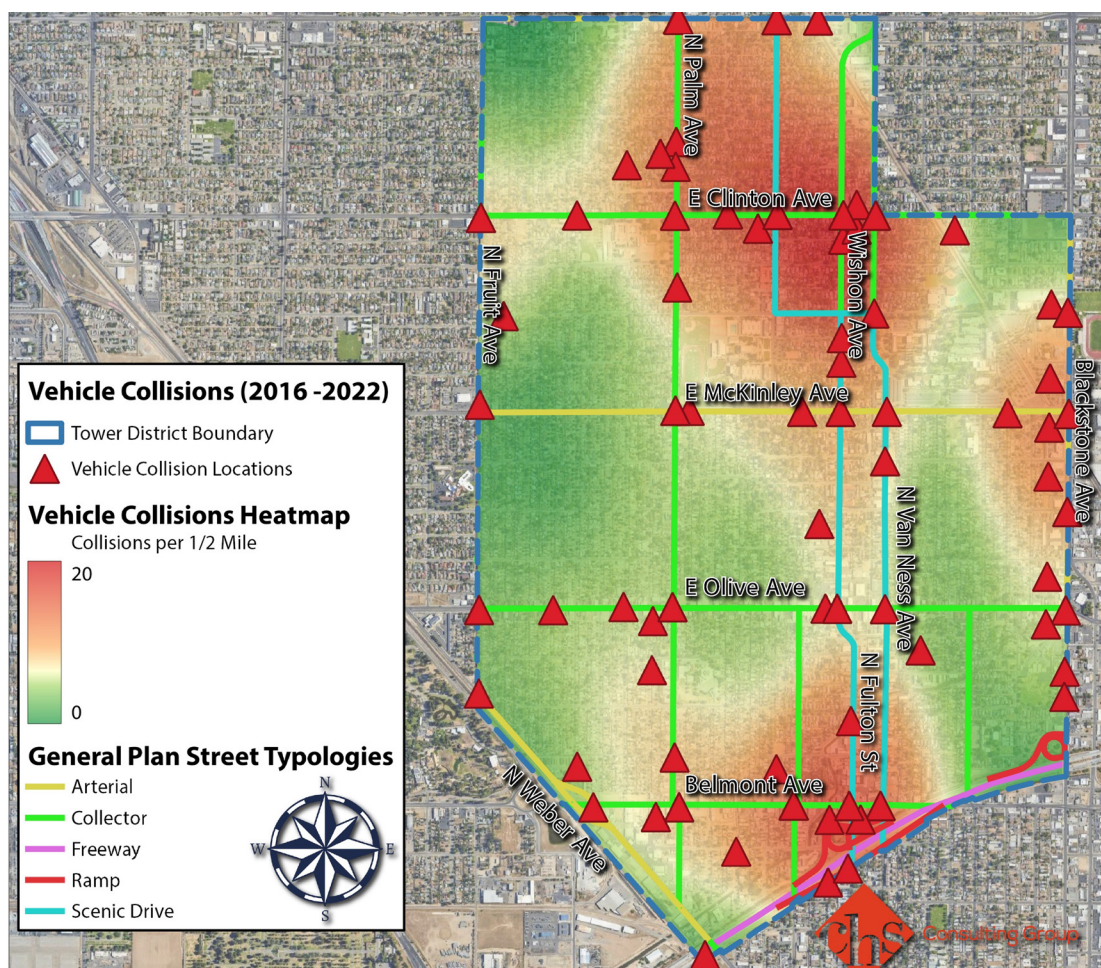 N Palm Ave
E Clinton Ave
Wishon Ave
N Fruit Ave
E McKinley Ave
Blackstone Ave
N Van Ness Ave
E Olive Ave
N Fulton St
Belmont Ave
N Weber Ave
Vehicle Collisions (2016 -2022)
Tower District Boundary
Vehicle Collision Locations
Vehicle Collisions Heatmap
Collisions per 1/2 Mile
20
0
General Plan Street Typologies
Arterial
Collector
Freeway
Ramp
Scenic Drive
N
W
E
S
chs
Consulting Group